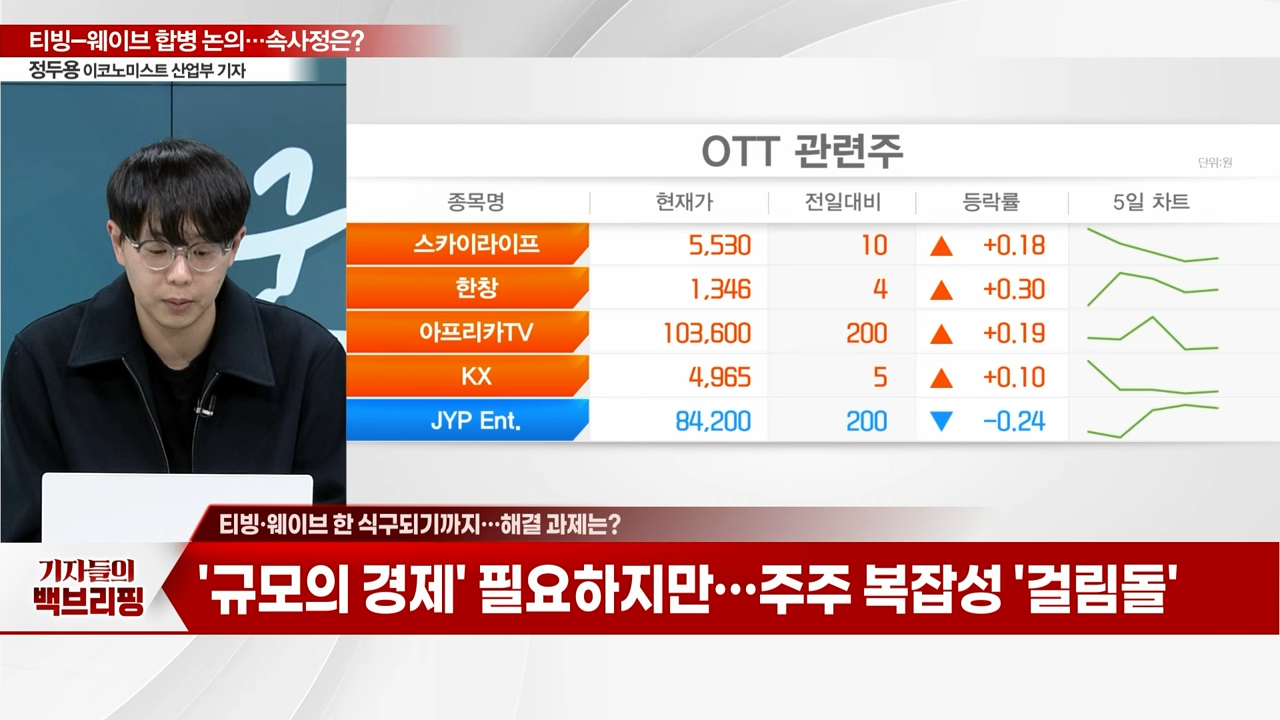 티빙-웨이브 합병 논의…속사정은?
정두용 이코노미스트 산업부 기자
OTT 관련주
단위:원
종목명 현재가 전일대비 등락률 5일 차트
스카이라이프 5,530 10 ▲ +0.18
한창 1,346 4 ▲ +0.30
아프리카TV 103,600 200 ▲ +0.19
KX 4,965 5 ▲ +0.10
JYP Ent. 84,200 200 ▼ -0.24
티빙·웨이브 한 식구되기까지…해결 과제는?
기자들의
백브리핑
'규모의 경제' 필요하지만…주주 복잡성 '걸림돌'